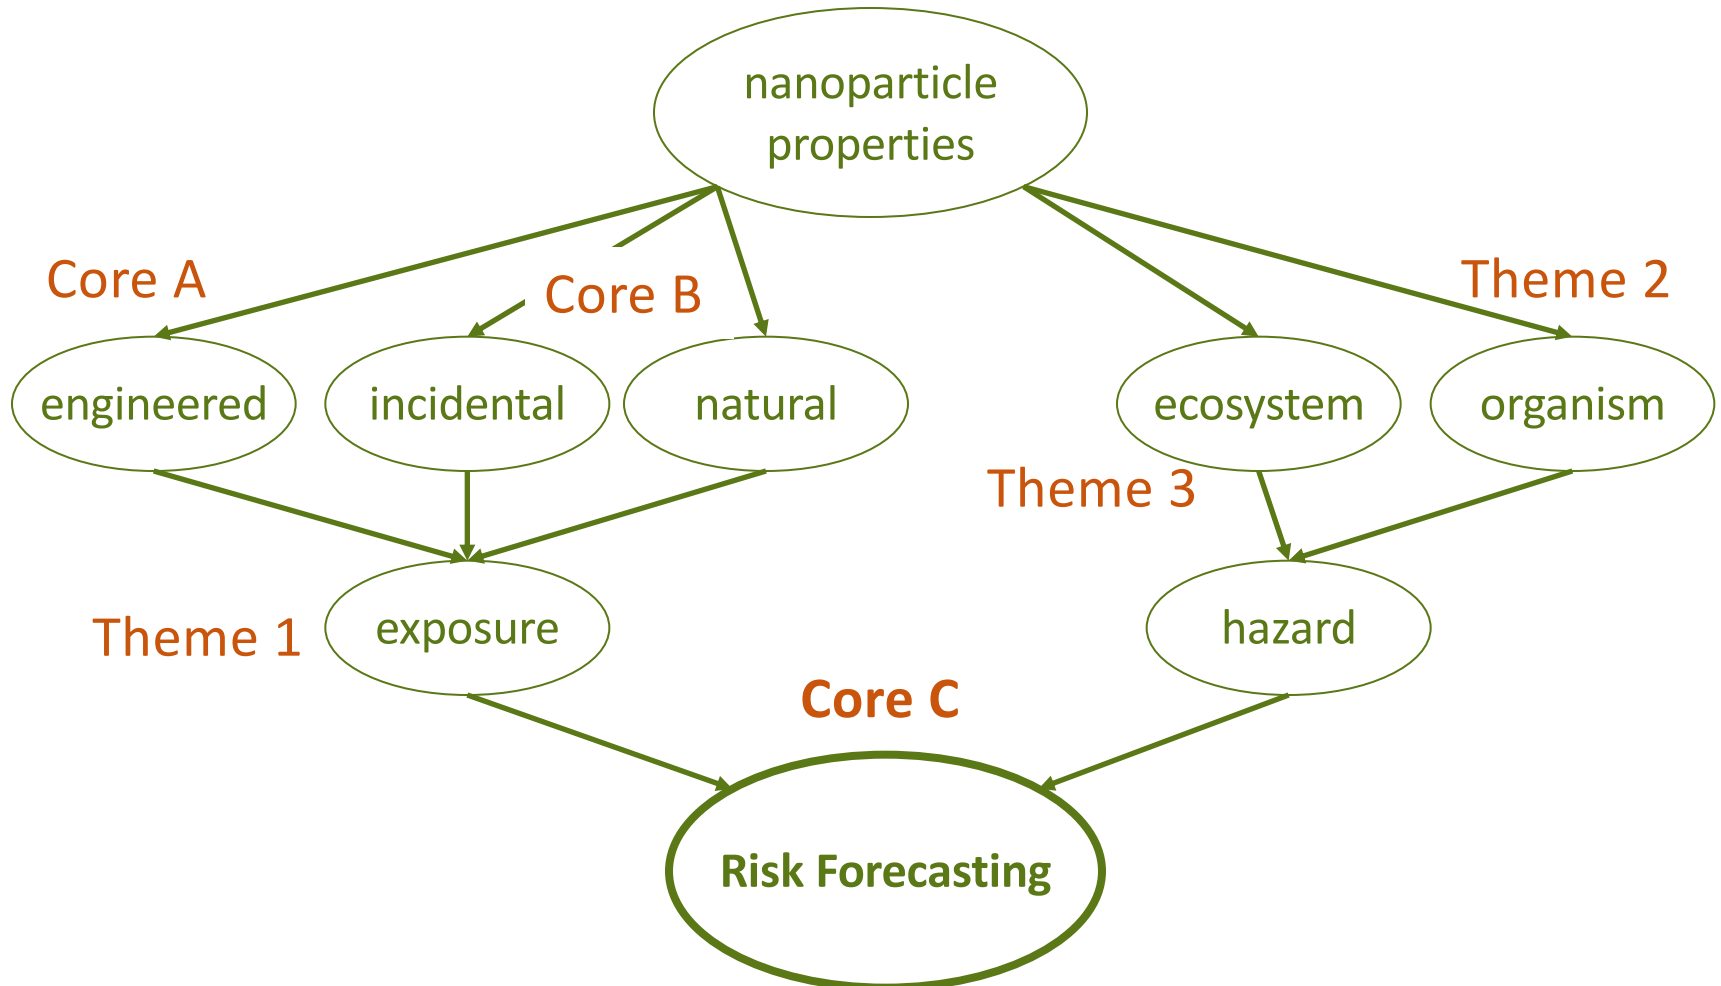 nanoparticle
properties
Core A
Core B
Theme 2
engineered
incidental
natural
ecosystem
organism
Theme 3
exposure
hazard
Theme 1
Core C
Risk Forecasting